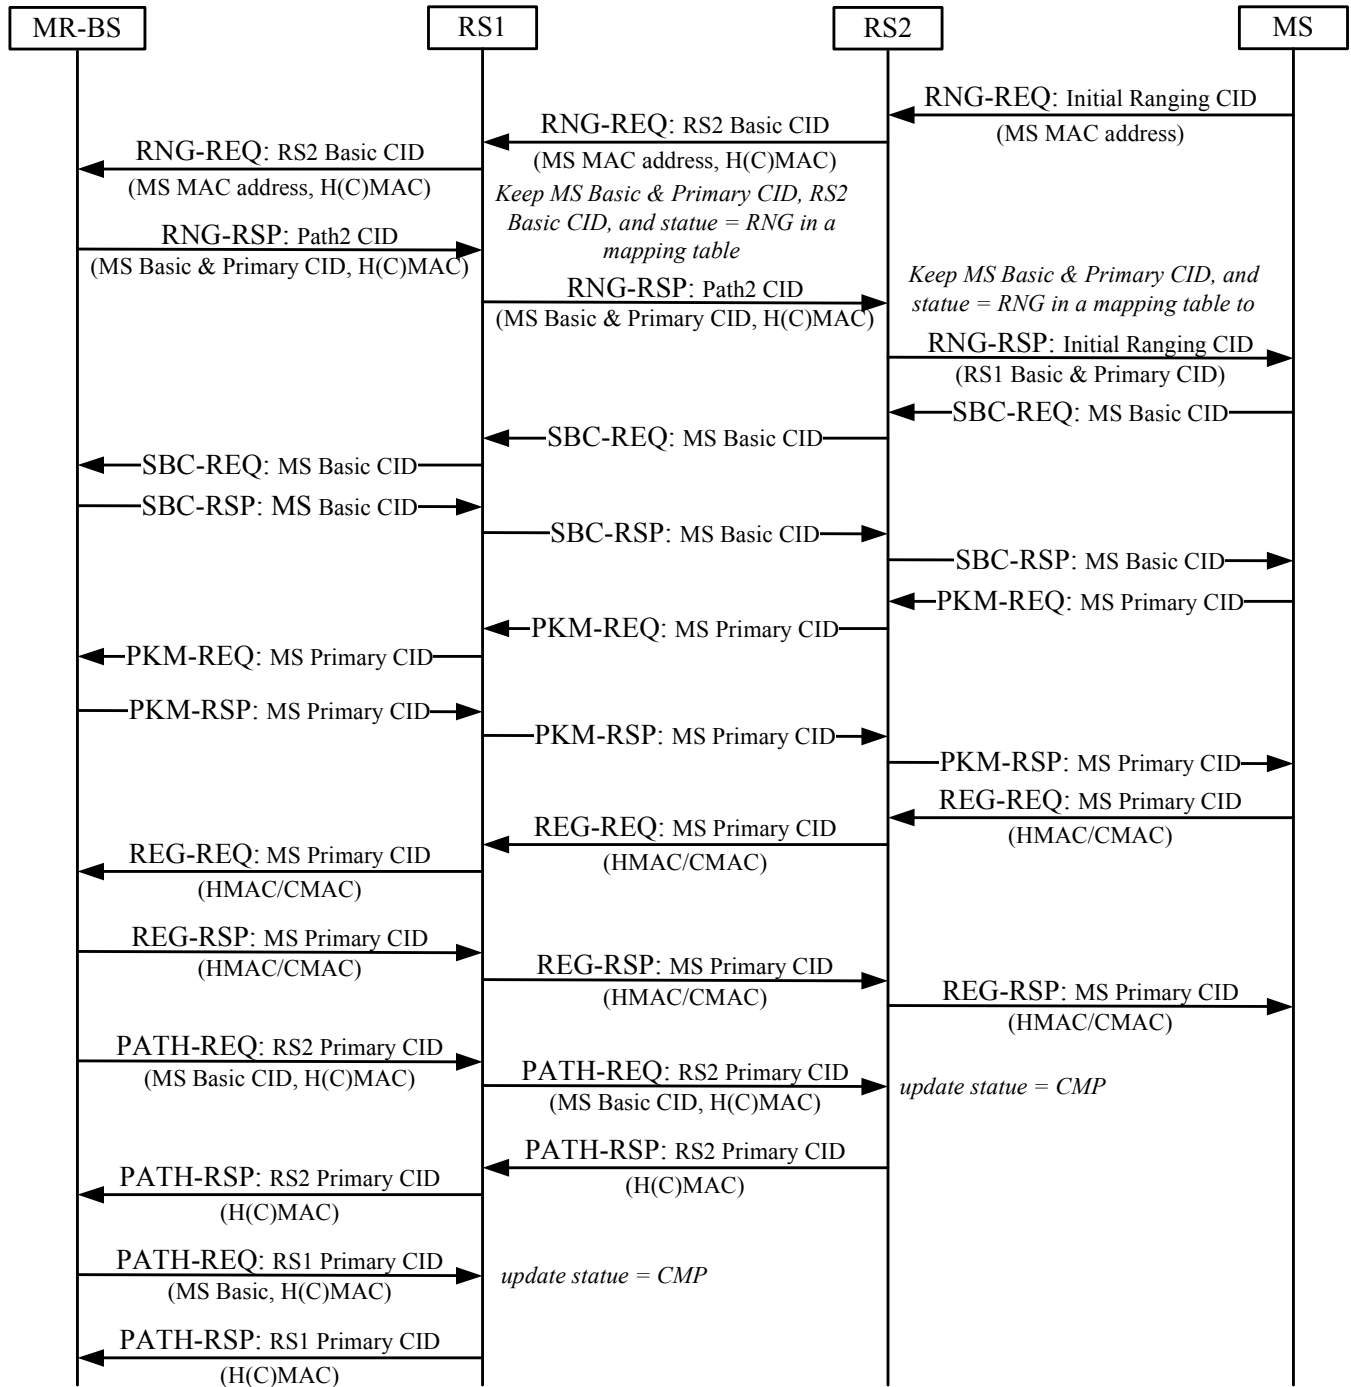 MR-BS
RS1
RS2
MS
RNG-REQ: Initial Ranging CID
(MS MAC address)
RNG-REQ: RS2 Basic CID
(MS MAC address, H(C)MAC)
RNG-REQ: RS2 Basic CID
(MS MAC address, H(C)MAC)
Keep MS Basic & Primary CID, RS2
Basic CID, and statue = RNG in a
mapping table
RNG-RSP: Path2 CID
(MS Basic & Primary CID, H(C)MAC)
RNG-RSP: Path2 CID
(MS Basic & Primary CID, H(C)MAC)
Keep MS Basic & Primary CID, and
statue = RNG in a mapping table to
RNG-RSP: Initial Ranging CID
(RS1 Basic & Primary CID)
SBC-REQ: MS Basic CID
SBC-REQ: MS Basic CID
SBC-REQ: MS Basic CID
SBC-RSP: MS Basic CID
SBC-RSP: MS Basic CID
SBC-RSP: MS Basic CID
PKM-REQ: MS Primary CID
PKM-REQ: MS Primary CID
PKM-REQ: MS Primary CID
PKM-RSP: MS Primary CID
PKM-RSP: MS Primary CID
PKM-RSP: MS Primary CID
REG-REQ: MS Primary CID
(HMAC/CMAC)
REG-REQ: MS Primary CID
(HMAC/CMAC)
REG-REQ: MS Primary CID
(HMAC/CMAC)
REG-RSP: MS Primary CID
(HMAC/CMAC)
REG-RSP: MS Primary CID
(HMAC/CMAC)
REG-RSP: MS Primary CID
(HMAC/CMAC)
PATH-REQ: RS2 Primary CID
(MS Basic CID, H(C)MAC)
PATH-REQ: RS2 Primary CID
(MS Basic CID, H(C)MAC)
update statue = CMP
PATH-RSP: RS2 Primary CID
(H(C)MAC)
PATH-RSP: RS2 Primary CID
(H(C)MAC)
PATH-REQ: RS1 Primary CID
(MS Basic, H(C)MAC)
update statue = CMP
PATH-RSP: RS1 Primary CID
(H(C)MAC)